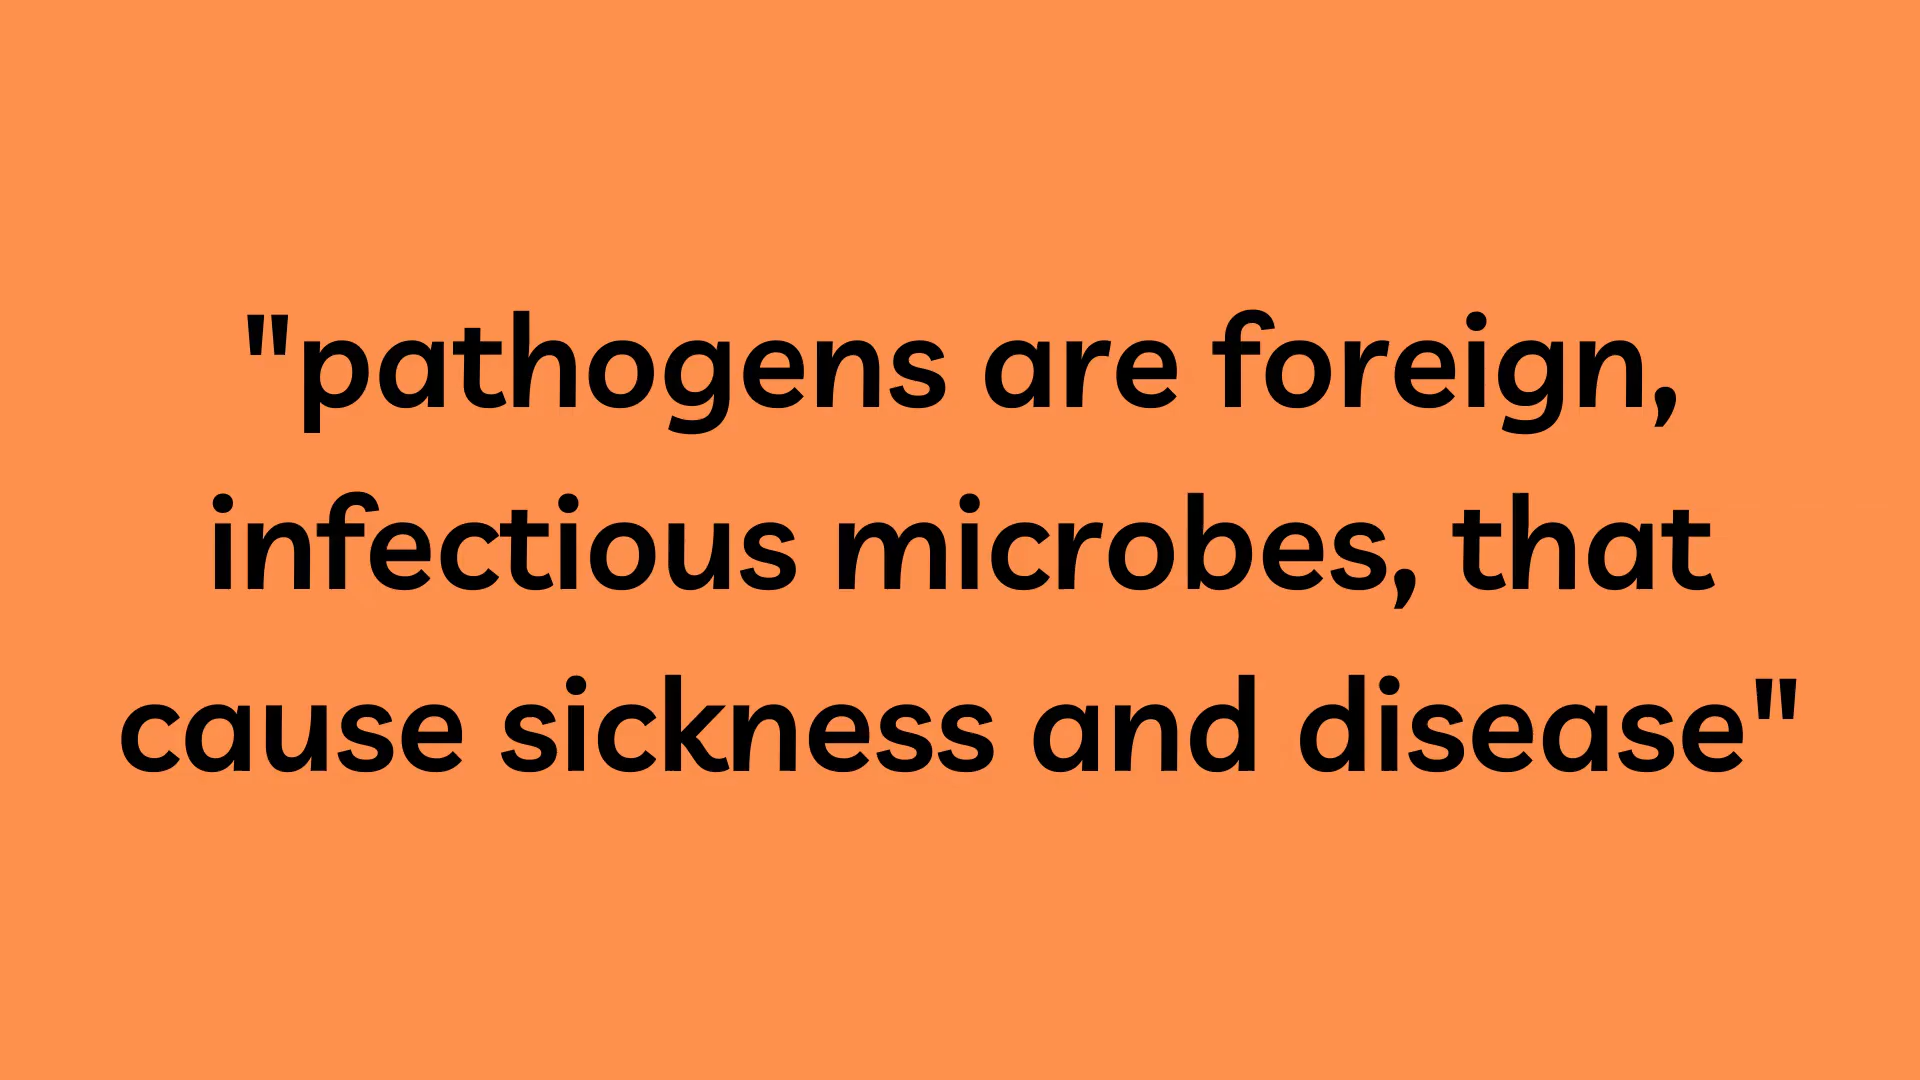 "pathogens are foreign,
infectious microbes, that
cause sickness and disease"